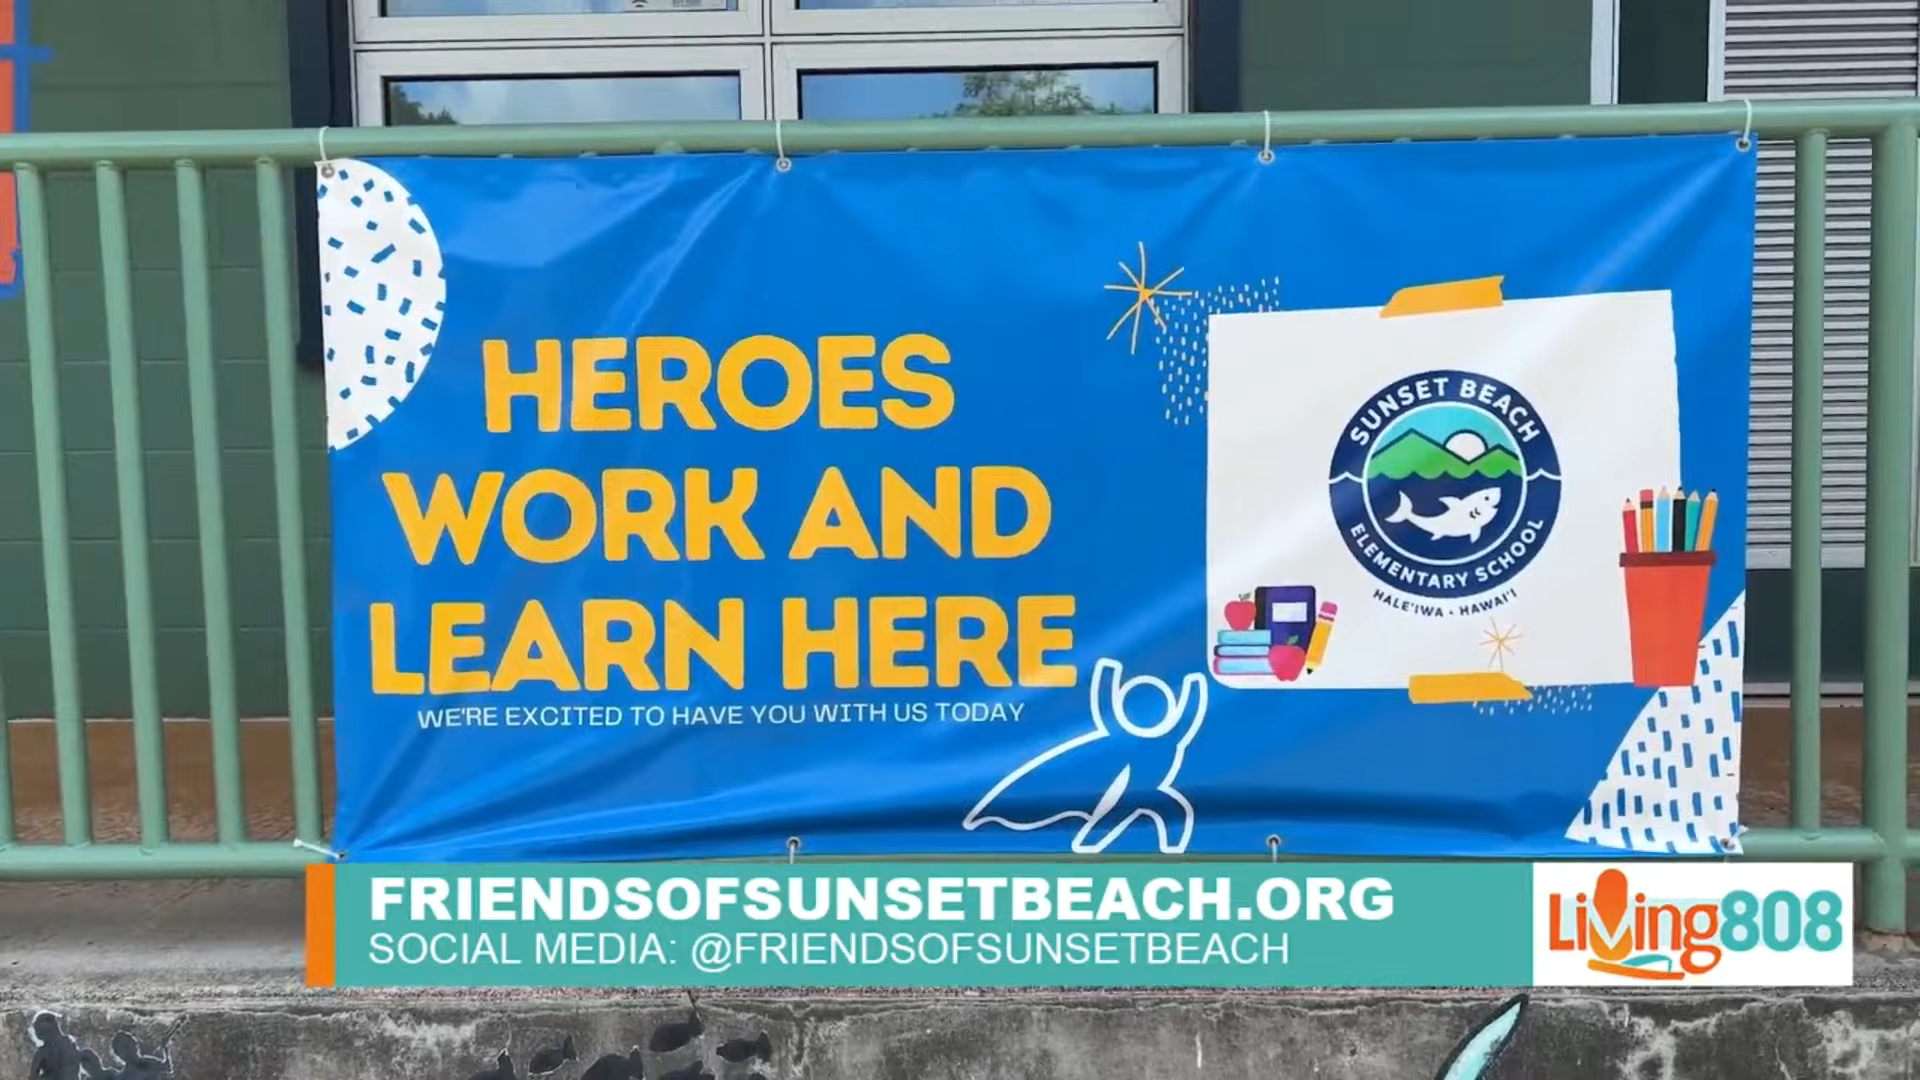 HEROES
WORK AND
LEARN HERE
WE'RE EXCITED TO HAVE YOU WITH US TODAY
SUNSET BEACH
ELEMENTARY SCHOOL
HALE'IWA • HAWAI'I
FRIENDSOFSUNSETBEACH.ORG
SOCIAL MEDIA: @FRIENDSOFSUNSETBEACH
Living808